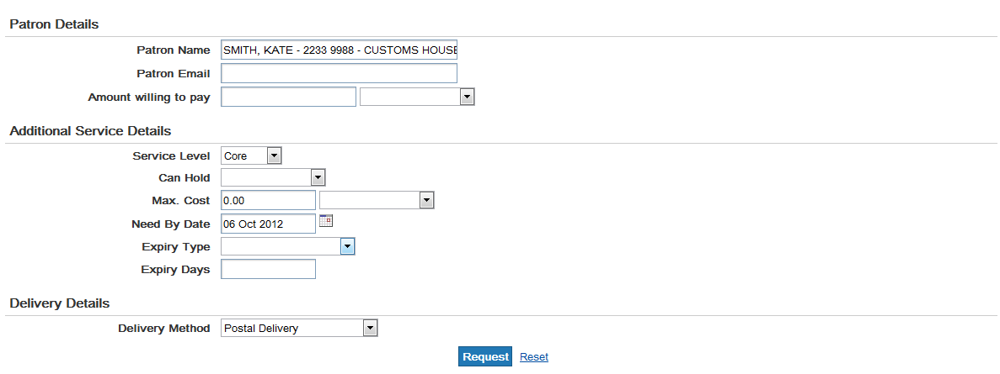 Patron Details
Patron Name SMITH, KATE - 2233 9988 - CUSTOMS HOUSE
Patron Email
Amount willing to pay
Additional Service Details
Service Level Core
Can Hold
Max. Cost 0.00
Need By Date 06 Oct 2012
Expiry Type
Expiry Days
Delivery Details
Delivery Method Postal Delivery
Request Reset